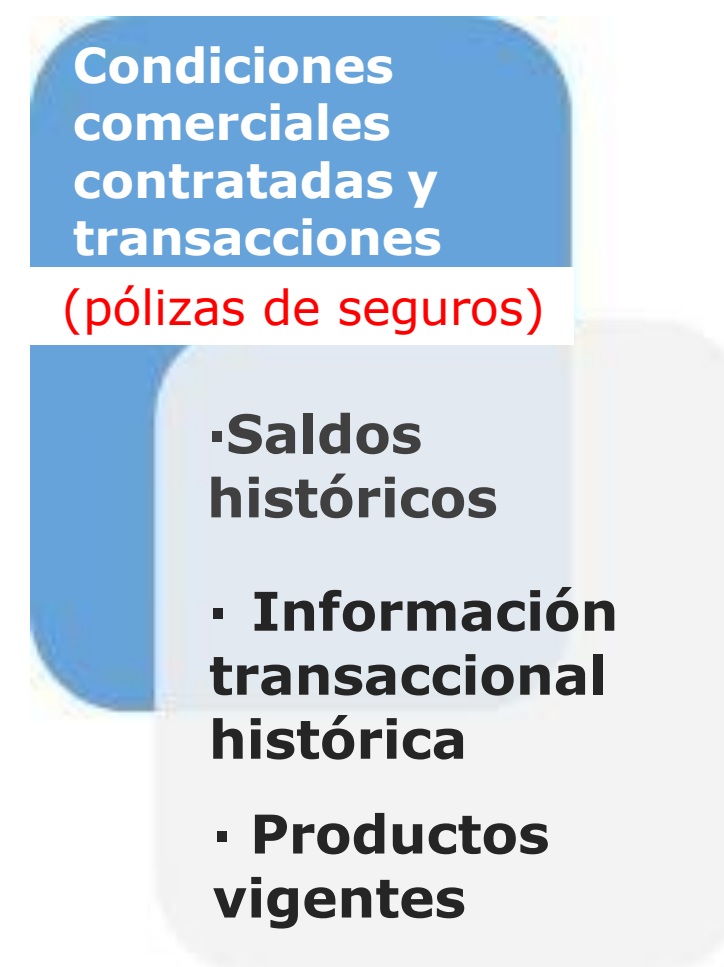 Condiciones
comerciales
contratadas y
transacciones
(pólizas de seguros)
·Saldos
históricos
· Información
transaccional
histórica
· Productos
vigentes